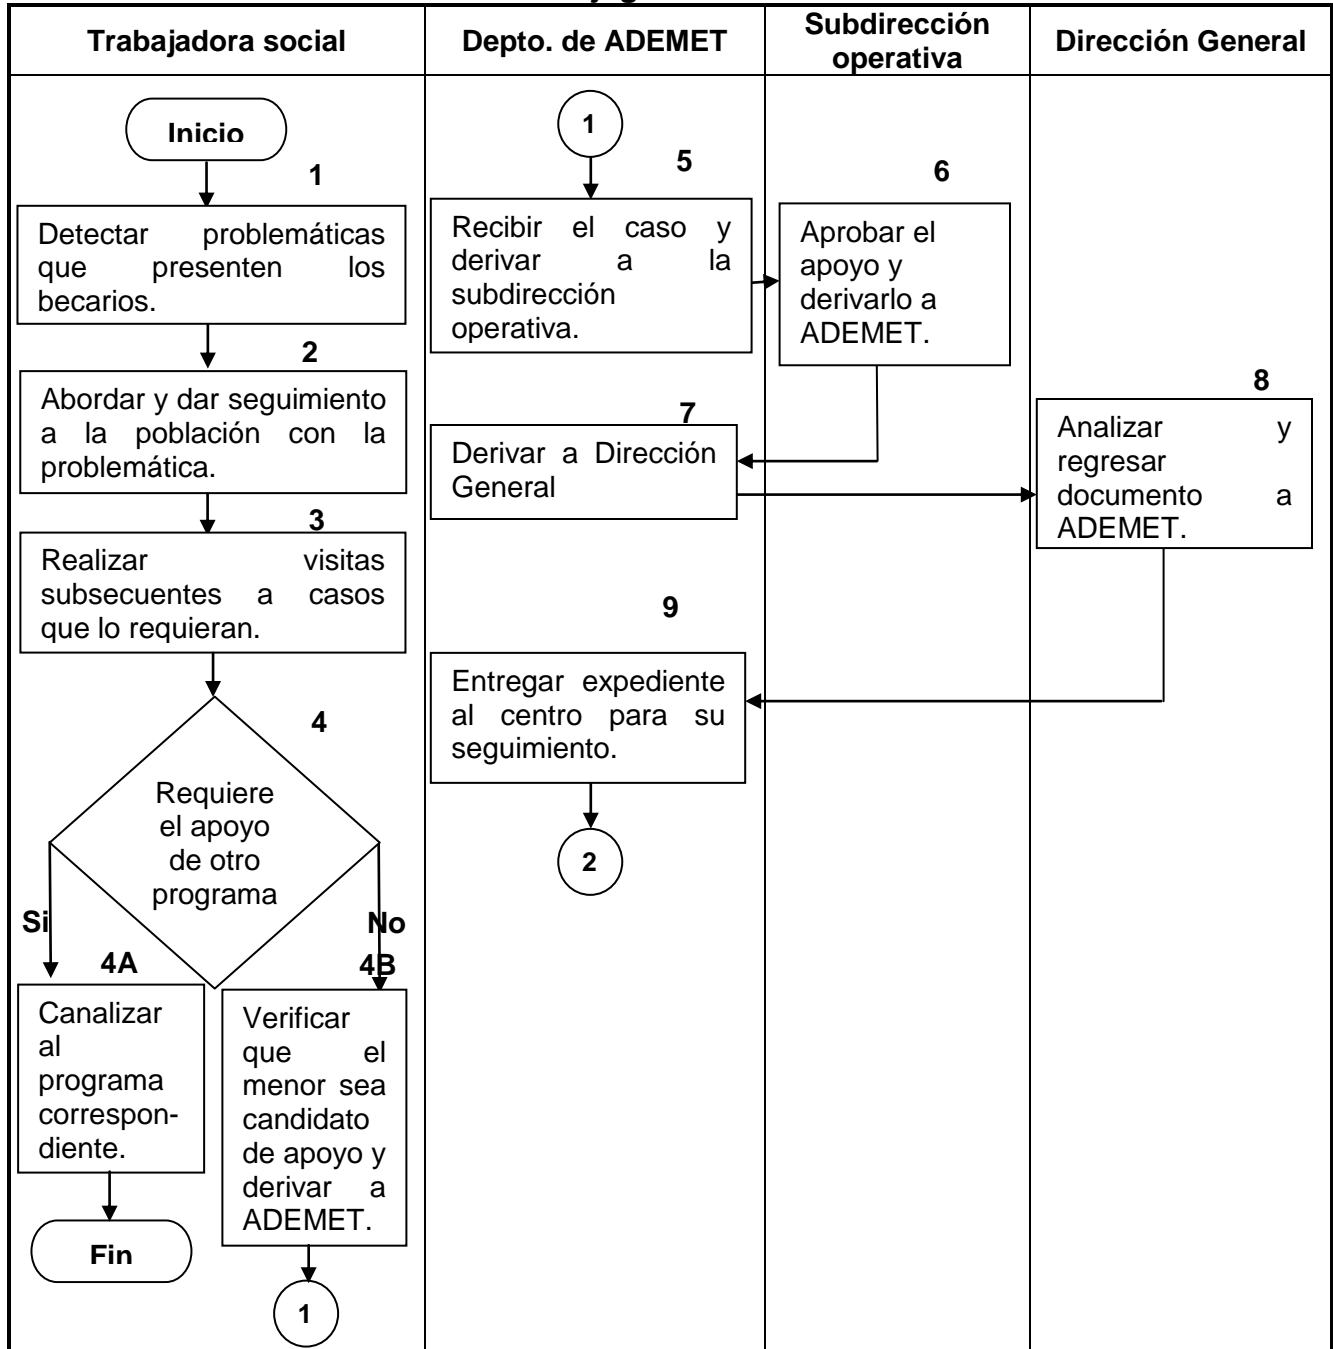 Trabajadora social
Depto. de ADEMET
Subdirección
operativa
Dirección General
Inicio
1
Detectar problemáticas
que presenten los
becarios.
2
Abordar y dar seguimiento
a la población con la
problemática.
3
Realizar visitas
subsecuentes a casos
que lo requieran.
4
Requiere
el apoyo
de otro
programa
Si
No
4A
Canalizar
al
programa
correspon-
diente.
Fin
4B
Verificar
que el
menor sea
candidato
de apoyo y
derivar a
ADEMET.
1
1
5
Recibir el caso y
derivar a la
subdirección
operativa.
6
Aprobar el
apoyo y
derivarlo a
ADEMET.
7
Derivar a Dirección
General
8
Analizar y
regresar
documento a
ADEMET.
9
Entregar expediente
al centro para su
seguimiento.
2